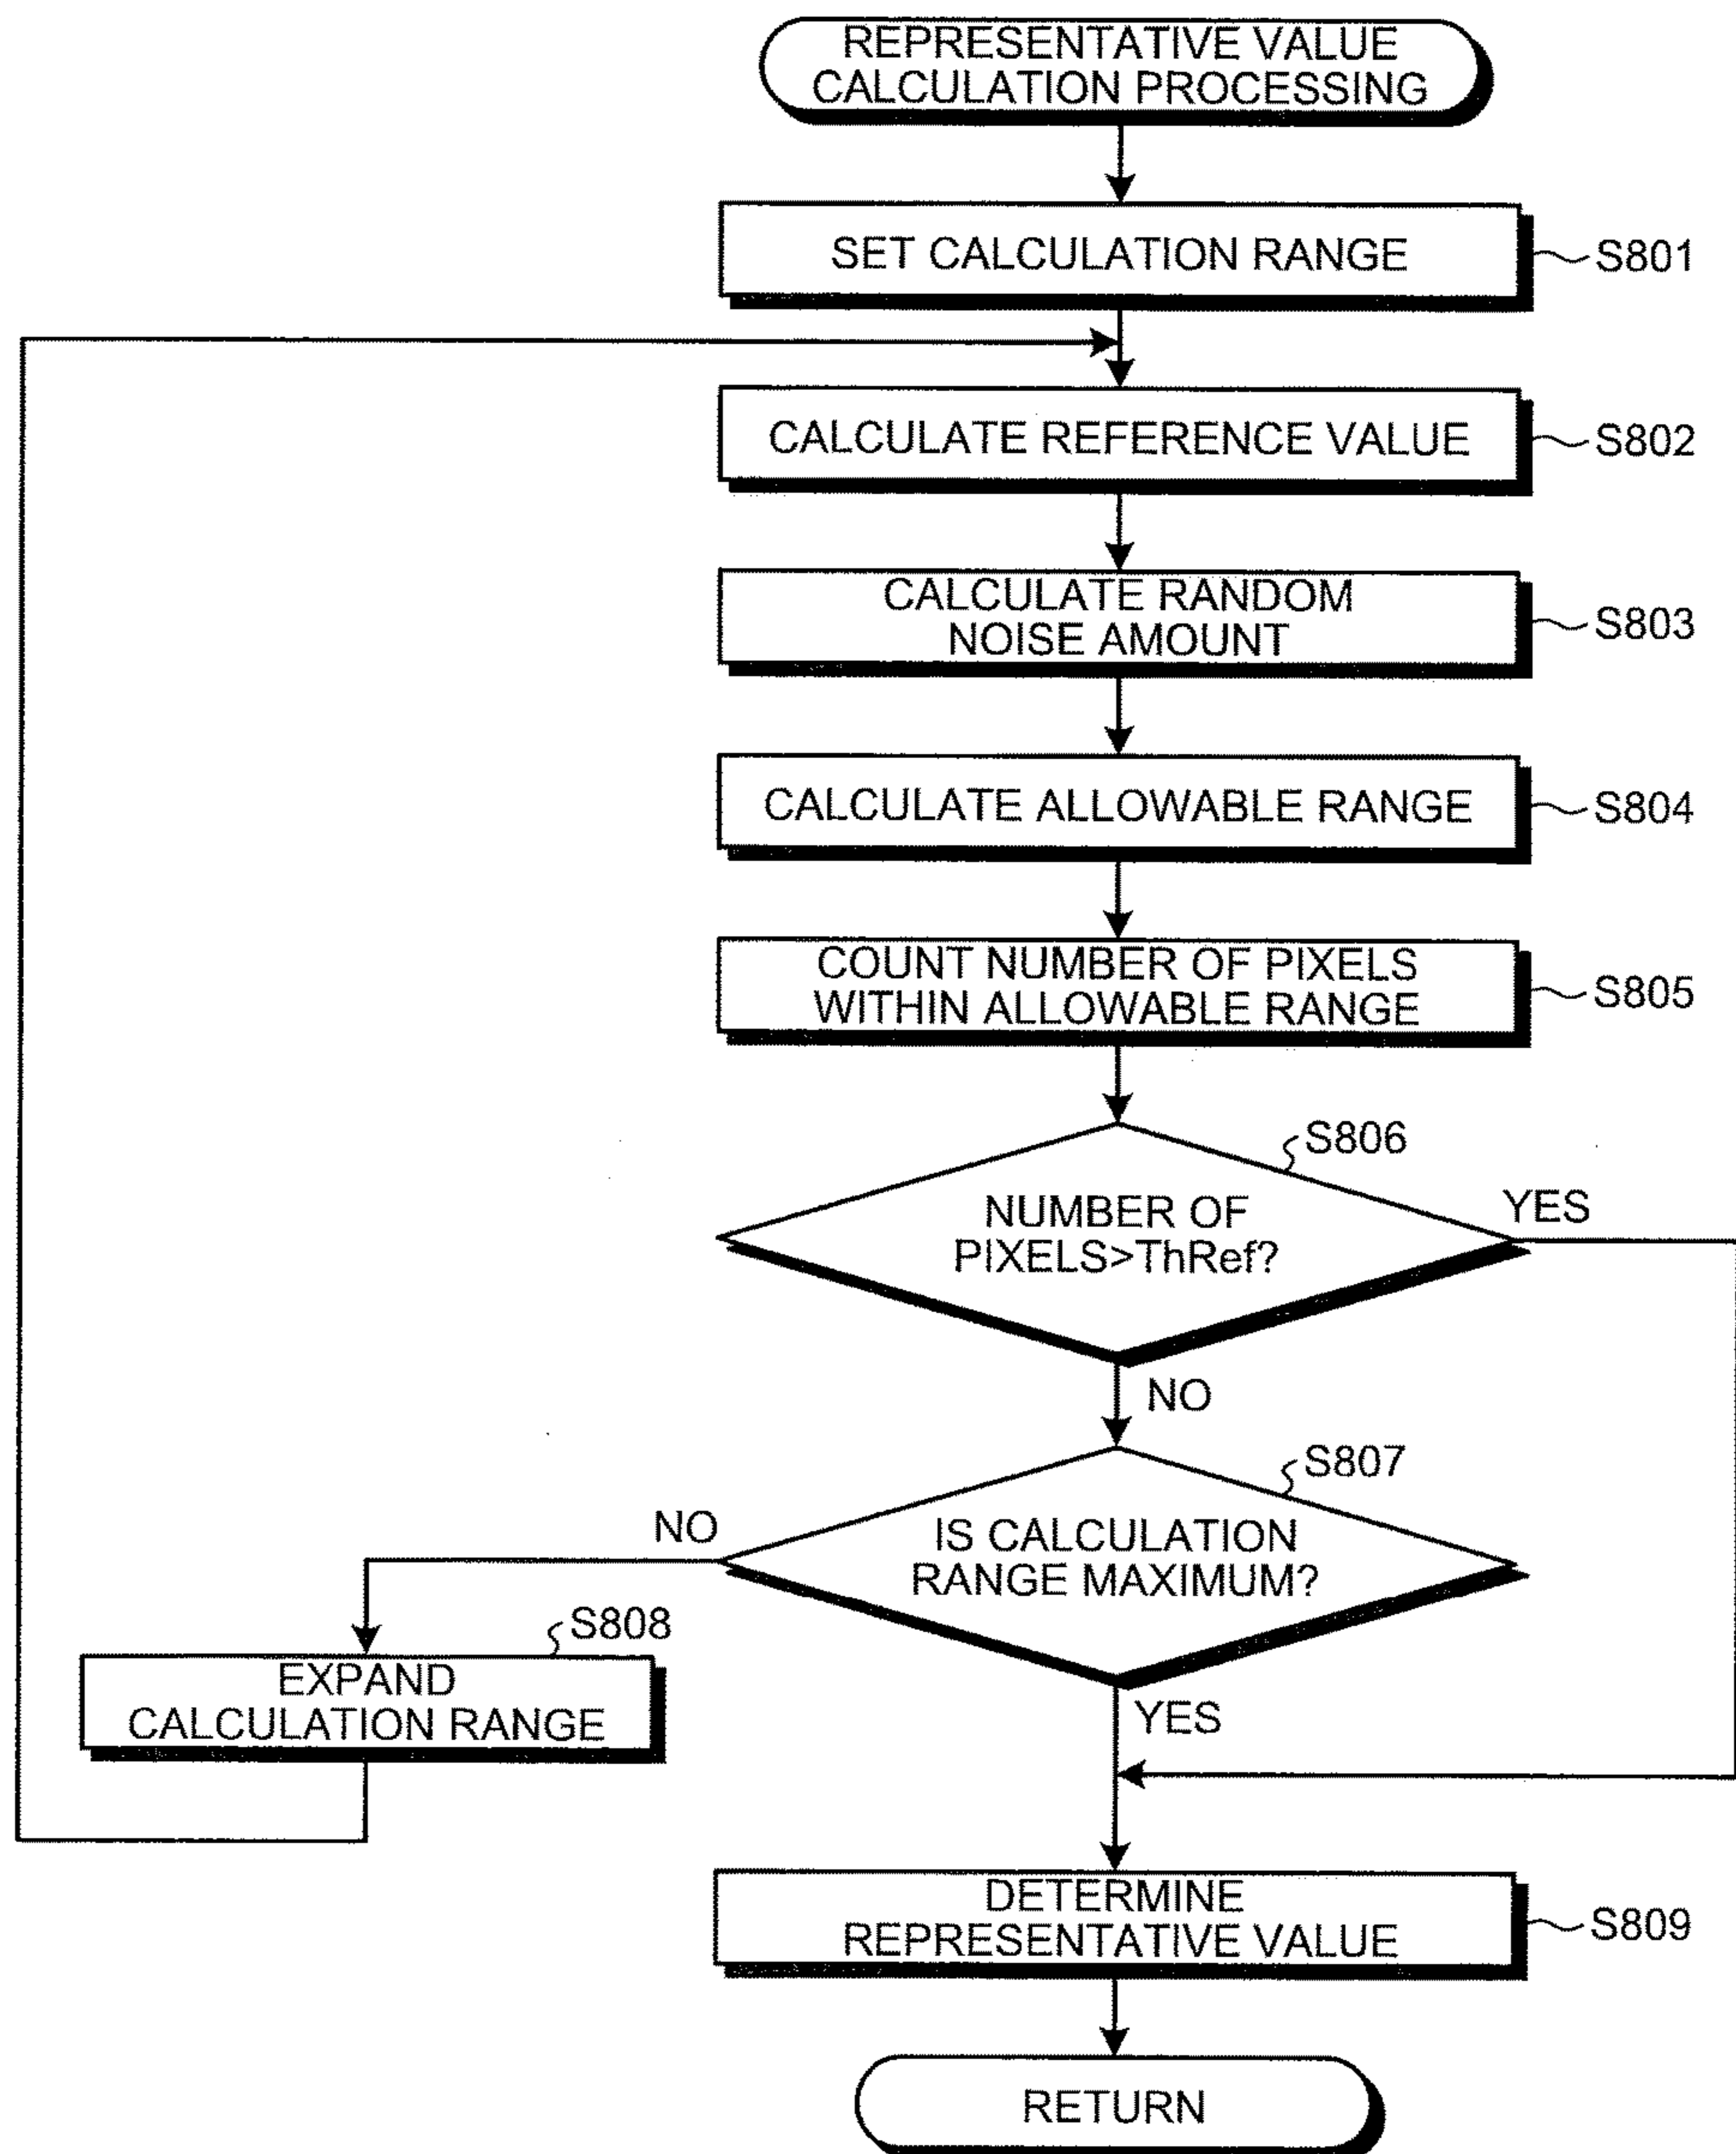 REPRESENTATIVE VALUE
CALCULATION PROCESSING
SET CALCULATION RANGE
S801
CALCULATE REFERENCE VALUE
S802
CALCULATE RANDOM
NOISE AMOUNT
S803
CALCULATE ALLOWABLE RANGE
S804
COUNT NUMBER OF PIXELS
WITHIN ALLOWABLE RANGE
S805
S806
NUMBER OF
PIXELS>ThRef?
YES
NO
S807
IS CALCULATION
RANGE MAXIMUM?
NO
YES
S808
EXPAND
CALCULATION RANGE
DETERMINE
REPRESENTATIVE VALUE
S809
RETURN